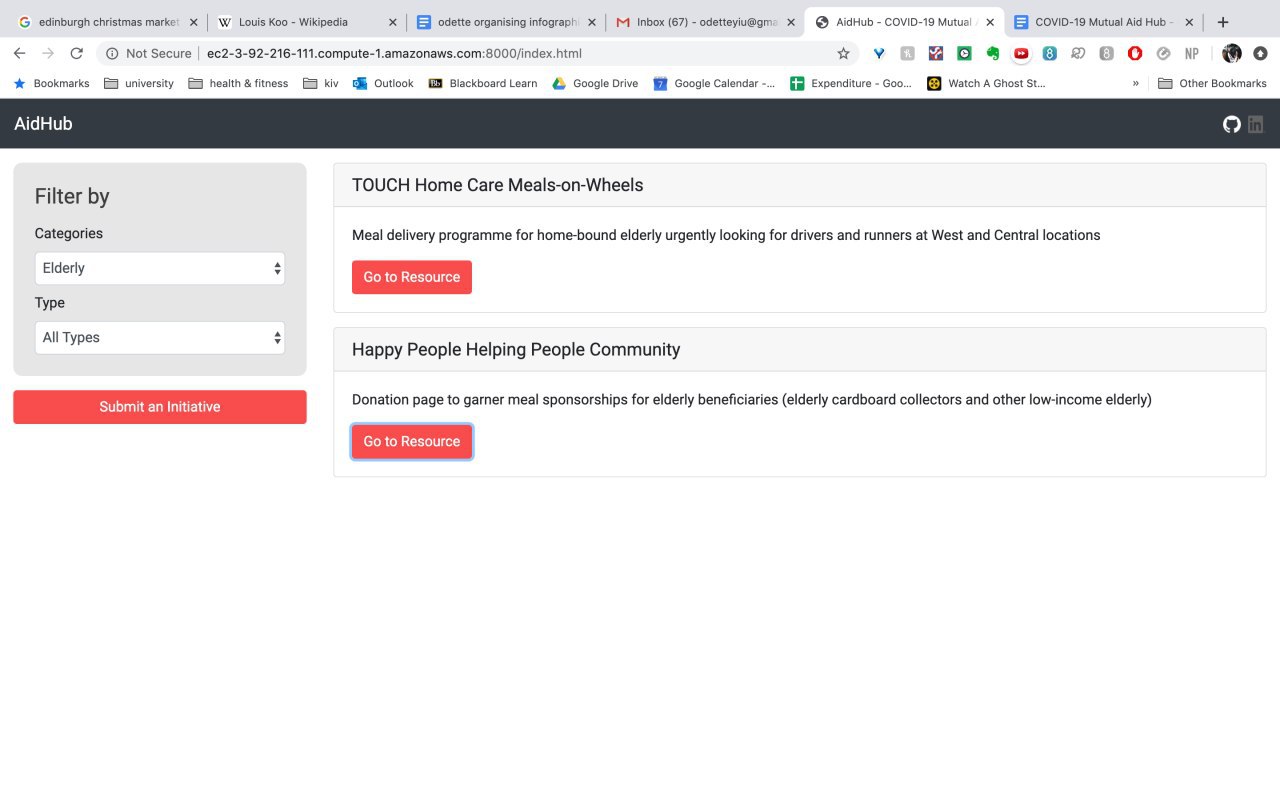 edinburgh christmas market
Louis Koo - Wikipedia
odette organising infographi
Inbox (67) - odetteyiu@gma
AidHub - COVID-19 Mutual A
COVID-19 Mutual Aid Hub -
Not Secure
ec2-3-92-216-111.compute-1.amazonaws.com:8000/index.html
Bookmarks
university
health & fitness
kiv
Outlook
Blackboard Learn
Google Drive
Google Calendar -...
Expenditure - Goo...
Watch A Ghost St...
»
Other Bookmarks
AidHub
Filter by
Categories
Elderly
Type
All Types
Submit an Initiative
TOUCH Home Care Meals-on-Wheels
Meal delivery programme for home-bound elderly urgently looking for drivers and runners at West and Central locations
Go to Resource
Happy People Helping People Community
Donation page to garner meal sponsorships for elderly beneficiaries (elderly cardboard collectors and other low-income elderly)
Go to Resource